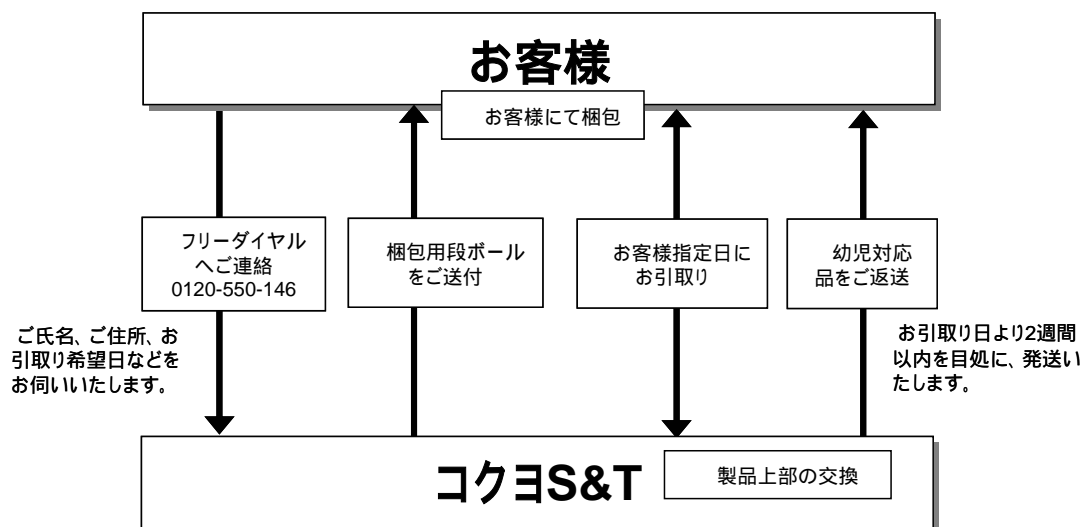 お客様
お客様にて梱包
フリーダイヤル
へご連絡
0120-550-146
梱包用段ボール
をご送付
お客様指定日に
お引取り
幼児対応
品をご返送
ご氏名、ご住所、お
引取り希望日などを
お伺いいたします。
お引取り日より2週間
以内を目処に、発送い
たします。
コクヨS&T
製品上部の交換